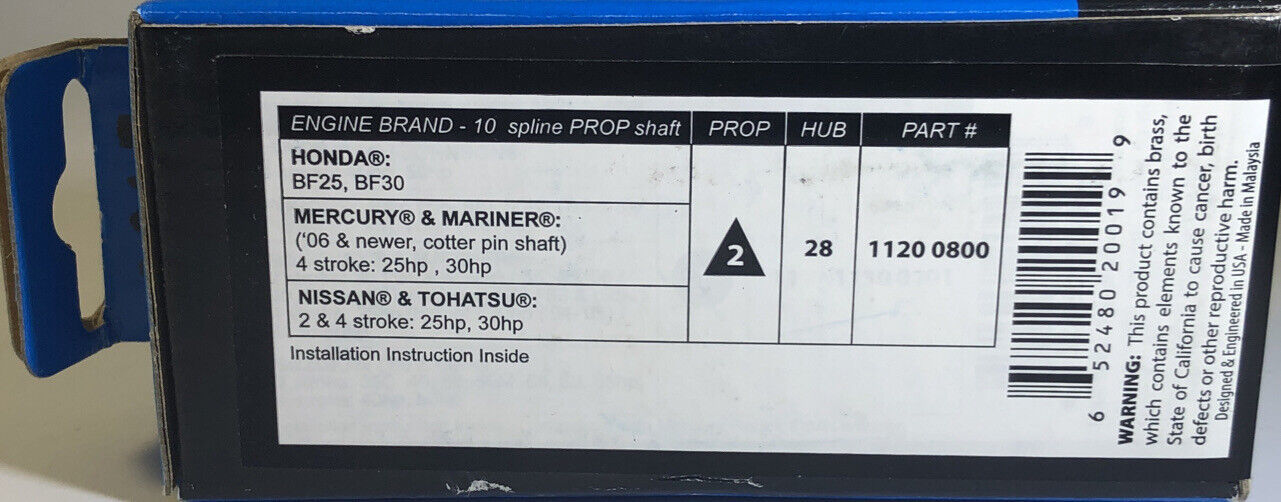 ENGINE BRAND - 10 spline PROP shaft PROP HUB PART #
HONDA®:
BF25, BF30
MERCURY® & MARINER®:
('06 & newer, cotter pin shaft)
4 stroke: 25hp , 30hp
2 28 1120 0800
NISSAN® & TOHATSU®:
2 & 4 stroke: 25hp, 30hp
Installation Instruction Inside
6 52480 20019 9
WARNING: This product contains brass,
which contains elements known to the
State of California to cause cancer, birth
defects or other reproductive harm.
Designed & Engineered in USA - Made in Malaysia